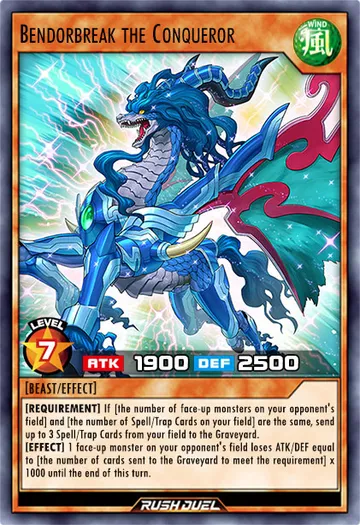 Bendorbreak the Conqueror
WIND
風
LEVEL
7
ATK 1900 DEF 2500
[BEAST/EFFECT]
[REQUIREMENT] If [the number of face-up monsters on your opponent's
field] and [the number of Spell/Trap Cards on your field] are the same, send
up to 3 Spell/Trap Cards from your field to the Graveyard.
[EFFECT] 1 face-up monster on your opponent's field loses ATK/DEF equal
to [the number of cards sent to the Graveyard to meet the requirement] x
1000 until the end of this turn.
RUSH DUEL